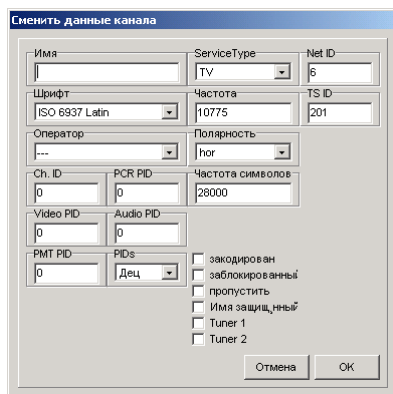 Сменить данные канала
Имя ServiceType Net ID
TV 6
Шрифт Частота TS ID
ISO 6937 Latin 10775 201
Оператор Полярность
--- hor
Ch. ID PCR PID Частота символов
0 0 28000
Video PID Audio PID
0 0
PMT PID PIDs
0 Дец
закодирован
заблокированный
пропустить
Имя защищ¸нный
Tuner 1
Tuner 2
Отмена OK